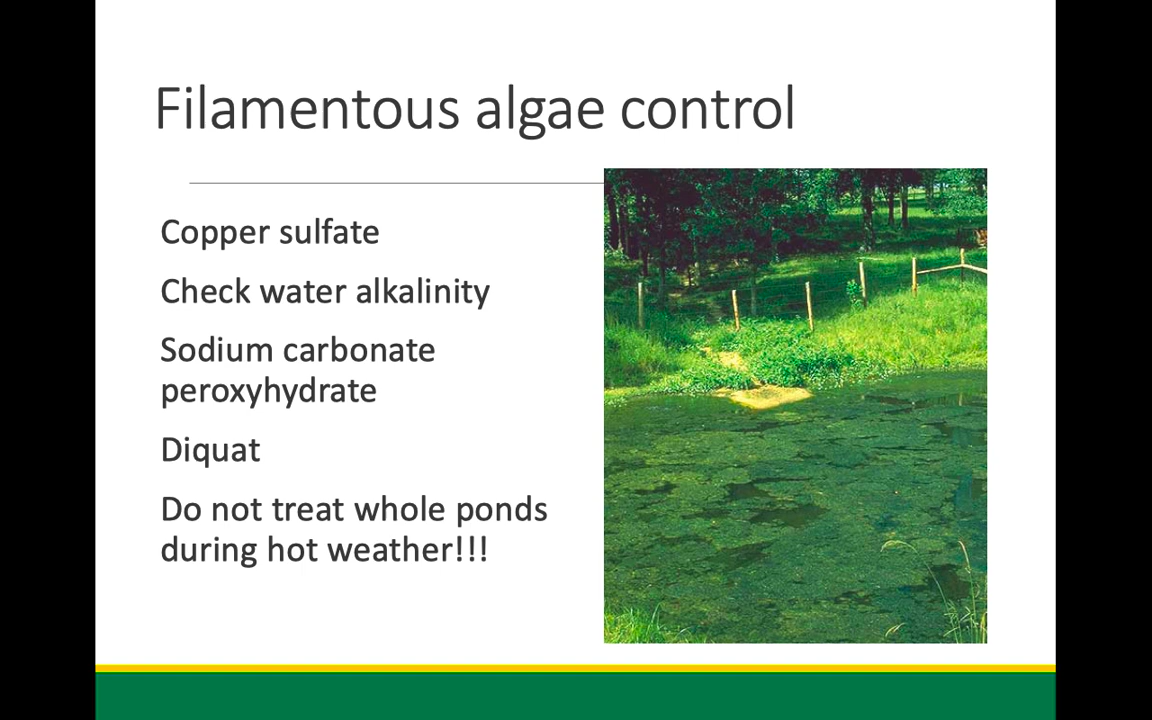 Filamentous algae control
Copper sulfate
Check water alkalinity
Sodium carbonate
peroxyhydrate
Diquat
Do not treat whole ponds
during hot weather!!!